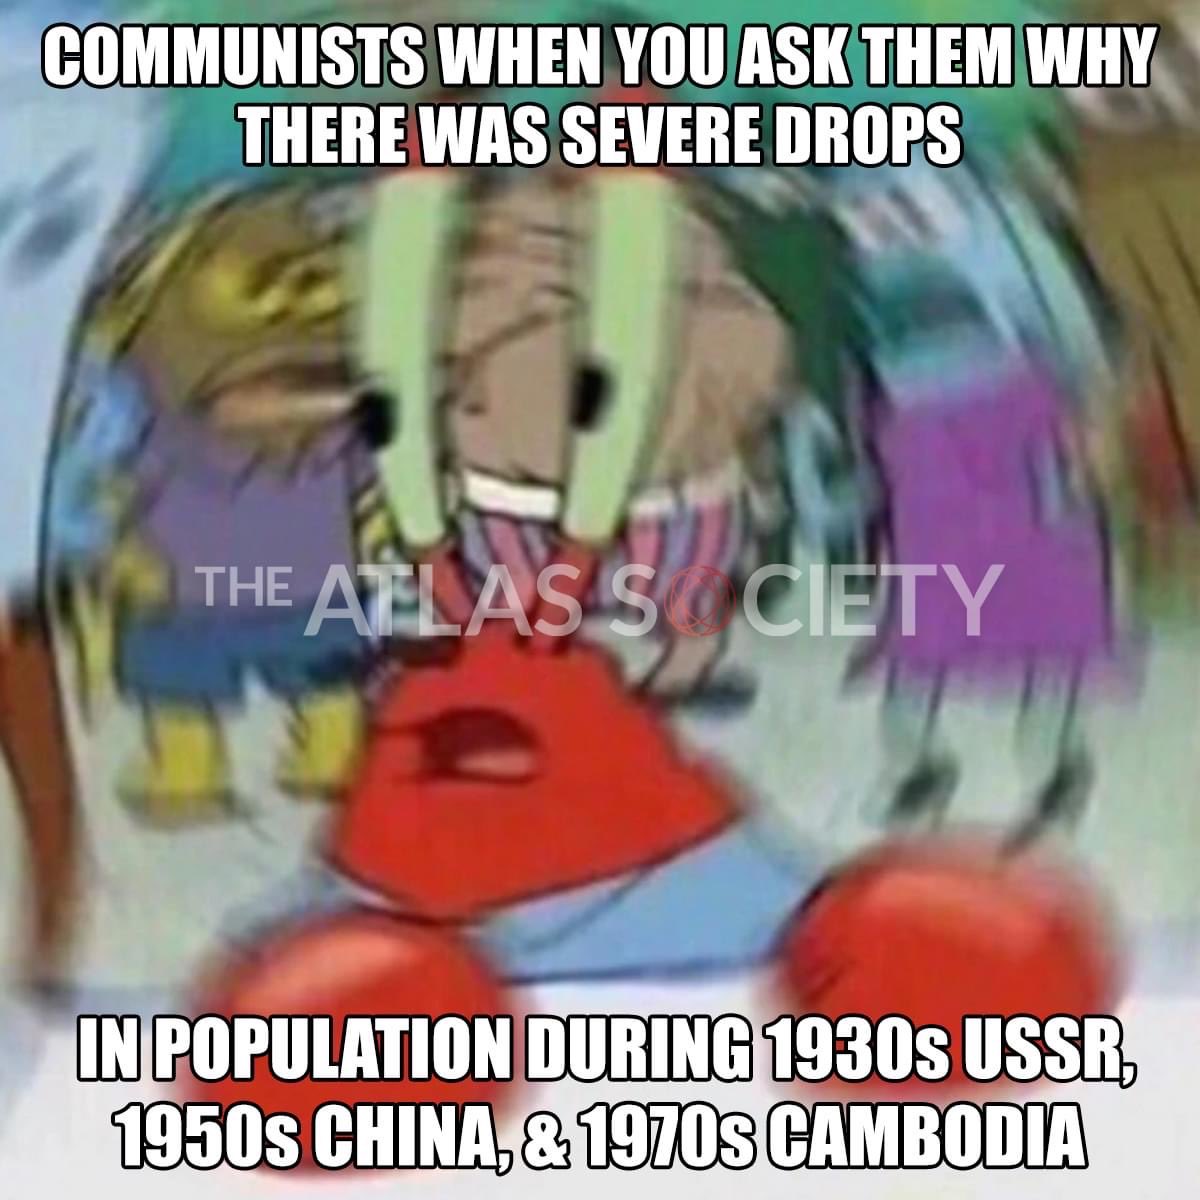 COMMUNISTS WHEN YOU ASK THEM WHY
THERE WAS SEVERE DROPS
THE ATLAS SOCIETY
IN POPULATION DURING 1930s USSR,
1950s CHINA, & 1970s CAMBODIA